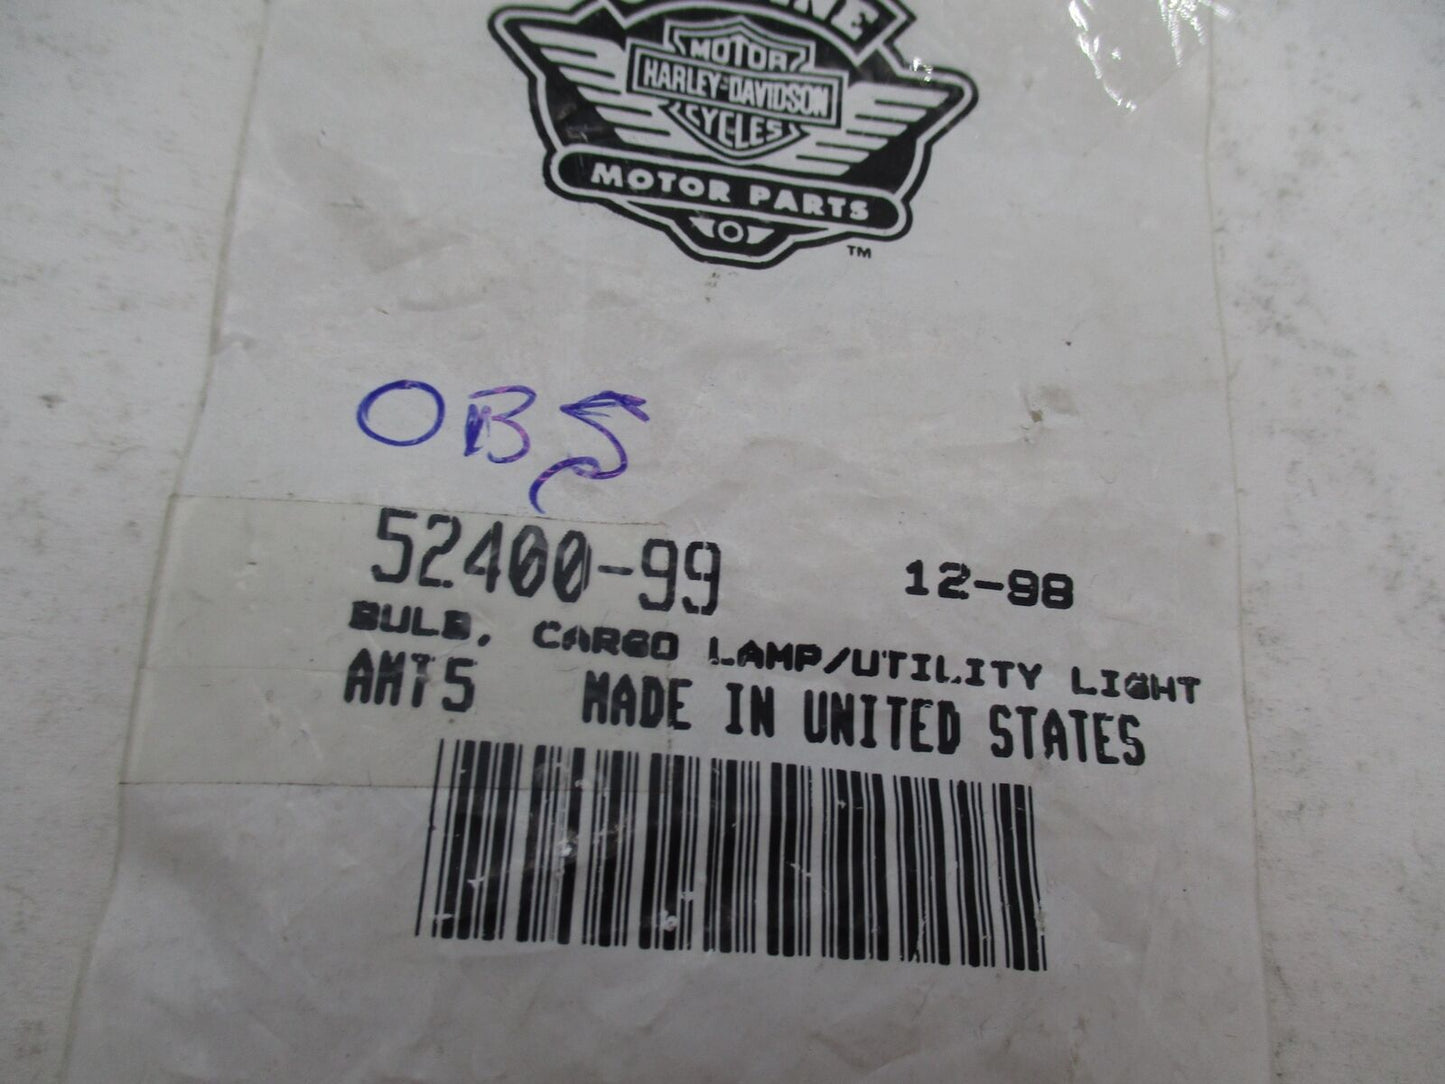 MOTOR
HARLEY-DAVIDSON
CYCLES
MOTOR PARTS
TM
OBS
52400-99
12-98
BULB, CARGO LAMP/UTILITY LIGHT
AMT5 MADE IN UNITED STATES